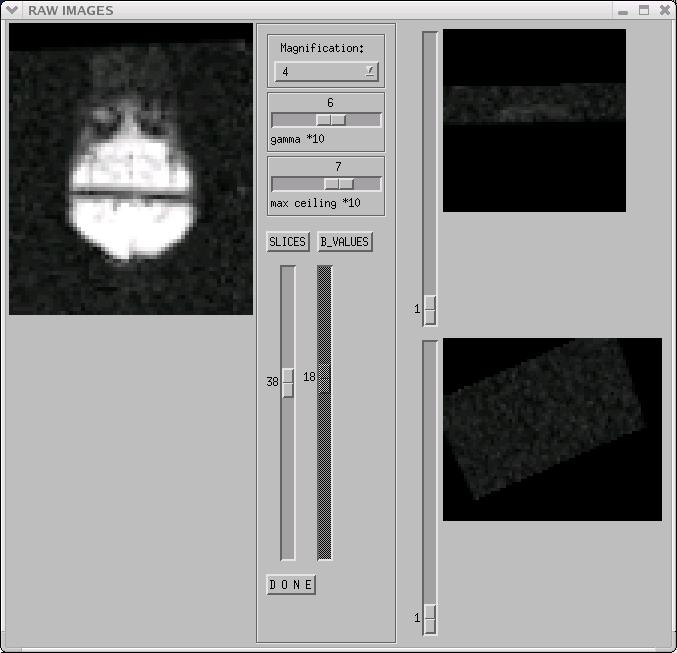 RAW IMAGES
Magnification:
4
6
gamma *10
7
max ceiling *10
SLICES B_VALUES
38 18
D O N E
1
1